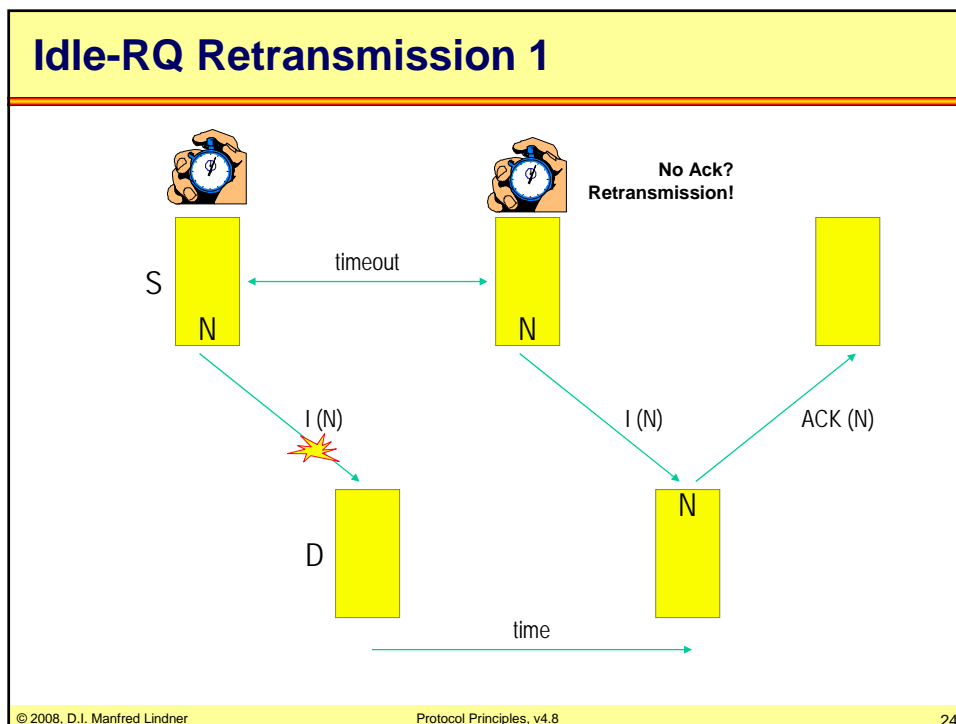 Idle-RQ Retransmission 1
No Ack?
Retransmission!
timeout
S
N
N
I (N)
I (N)
ACK (N)
N
D
time
© 2008, D.I. Manfred Lindner
Protocol Principles, v4.8
24